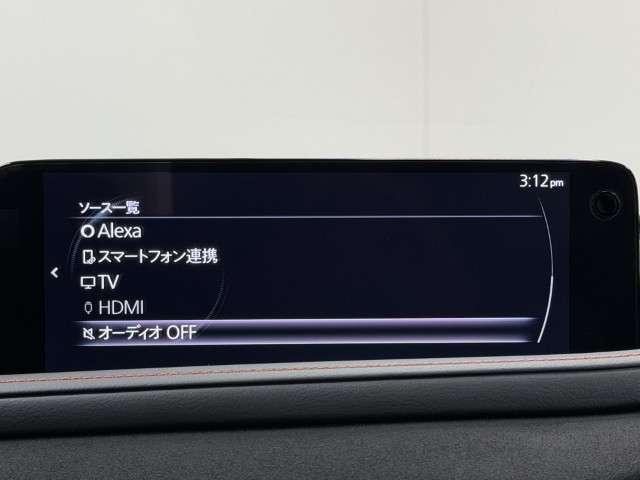 3:12pm
ソース一覧
Alexa
スマートフォン連携
TV
HDMI
オーディオ OFF